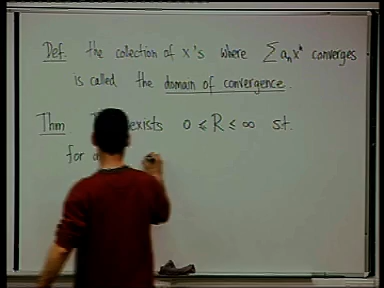 Def. the collection of x's where ∑ aₙxⁿ converges
is called the domain of convergence.
Thm exists 0 ≤ R ≤ ∞ s.t.
for